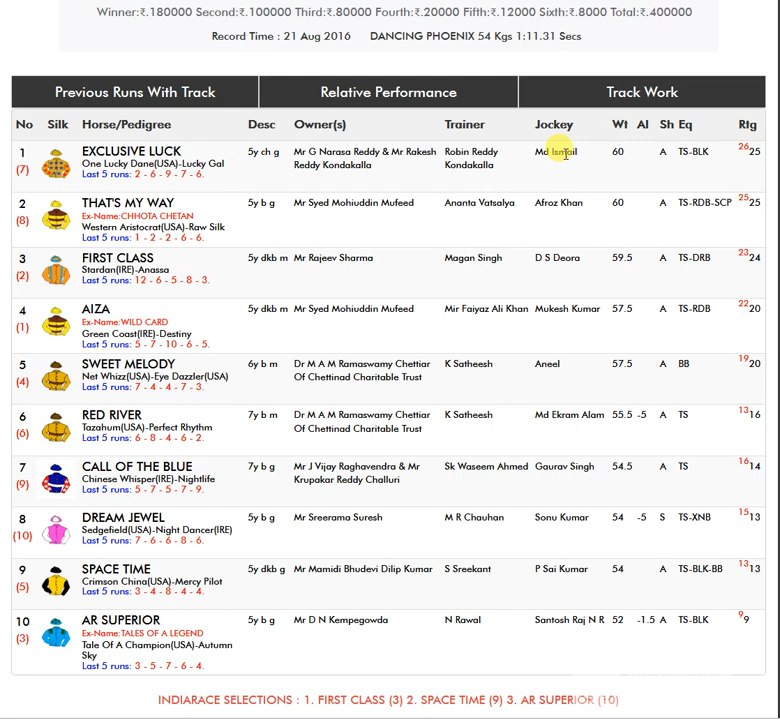 Winner:₹.180000 Second:₹.100000 Third:₹.80000 Fourth:₹.20000 Fifth:₹.12000 Sixth:₹.8000 Total:₹.400000
Record Time : 21 Aug 2016 DANCING PHOENIX 54 Kgs 1:11.31 Secs
Previous Runs With Track Relative Performance Track Work
No Silk Horse/Pedigree Desc Owner(s) Trainer Jockey Wt Al Sh Eq Rtg
1 EXCLUSIVE LUCK 5y ch g Mr G Narasa Reddy & Mr Rakesh Robin Reddy Md Ismail 60 A TS-BLK 26 25
(7) One Lucky Dane(USA)-Lucky Gal Reddy Kondakalla Kondakalla
Last 5 runs: 2 - 6 - 9 - 7 - 6.
2 THAT'S MY WAY 5y b g Mr Syed Mohiuddin Mufeed Ananta Vatsalya Afroz Khan 60 A TS-RDB-SCP 25 25
(8) Ex-Name:CHHOTA CHETAN
Western Aristocrat(USA)-Raw Silk
Last 5 runs: 1 - 2 - 2 - 6 - 6.
3 FIRST CLASS 5y dkb m Mr Rajeev Sharma Magan Singh D S Deora 59.5 A TS-DRB 23 24
(2) Stardan(IRE)-Anassa
Last 5 runs: 12 - 6 - 5 - 8 - 3.
4 AIZA 5y dkb m Mr Syed Mohiuddin Mufeed Mir Faiyaz Ali Khan Mukesh Kumar 57.5 A TS-RDB 22 20
(1) Ex-Name:WILD CARD
Green Coast(IRE)-Destiny
Last 5 runs: 5 - 7 - 10 - 6 - 5.
5 SWEET MELODY 6y b m Dr M A M Ramaswamy Chettiar K Satheesh Aneel 57.5 A BB 19 20
(4) Net Whizz(USA)-Eye Dazzler(USA) Of Chettinad Charitable Trust
Last 5 runs: 7 - 4 - 4 - 7 - 3.
6 RED RIVER 7y b m Dr M A M Ramaswamy Chettiar K Satheesh Md Ekram Alam 55.5 -5 A TS 13 16
(6) Tazahum(USA)-Perfect Rhythm Of Chettinad Charitable Trust
Last 5 runs: 6 - 8 - 4 - 6 - 2.
7 CALL OF THE BLUE 7y b g Mr J Vijay Raghavendra & Mr Sk Waseem Ahmed Gaurav Singh 54.5 A TS 16 14
(9) Chinese Whisper(IRE)-Nightlife Krupakar Reddy Challuri
Last 5 runs: 5 - 7 - 5 - 7 - 9.
8 DREAM JEWEL 5y b g Mr Sreerama Suresh M R Chauhan Sonu Kumar 54 -5 S TS-XNB 15 13
(10) Sedgefield(USA)-Night Dancer(IRE)
Last 5 runs: 7 - 6 - 6 - 8 - 6.
9 SPACE TIME 5y dkb g Mr Mamidi Bhudevi Dilip Kumar S Sreekant P Sai Kumar 54 A TS-BLK-BB 13 13
(5) Crimson China(USA)-Mercy Pilot
Last 5 runs: 3 - 4 - 8 - 4 - 4.
10 AR SUPERIOR 5y b g Mr D N Kempegowda N Rawal Santosh Raj N R 52 -1.5 A TS-BLK 9 9
(3) Ex-Name:TALES OF A LEGEND
Tale Of A Champion(USA)-Autumn
Sky
Last 5 runs: 3 - 5 - 7 - 6 - 4.
INDIARACE SELECTIONS : 1. FIRST CLASS (3) 2. SPACE TIME (9) 3. AR SUPERIOR (10)